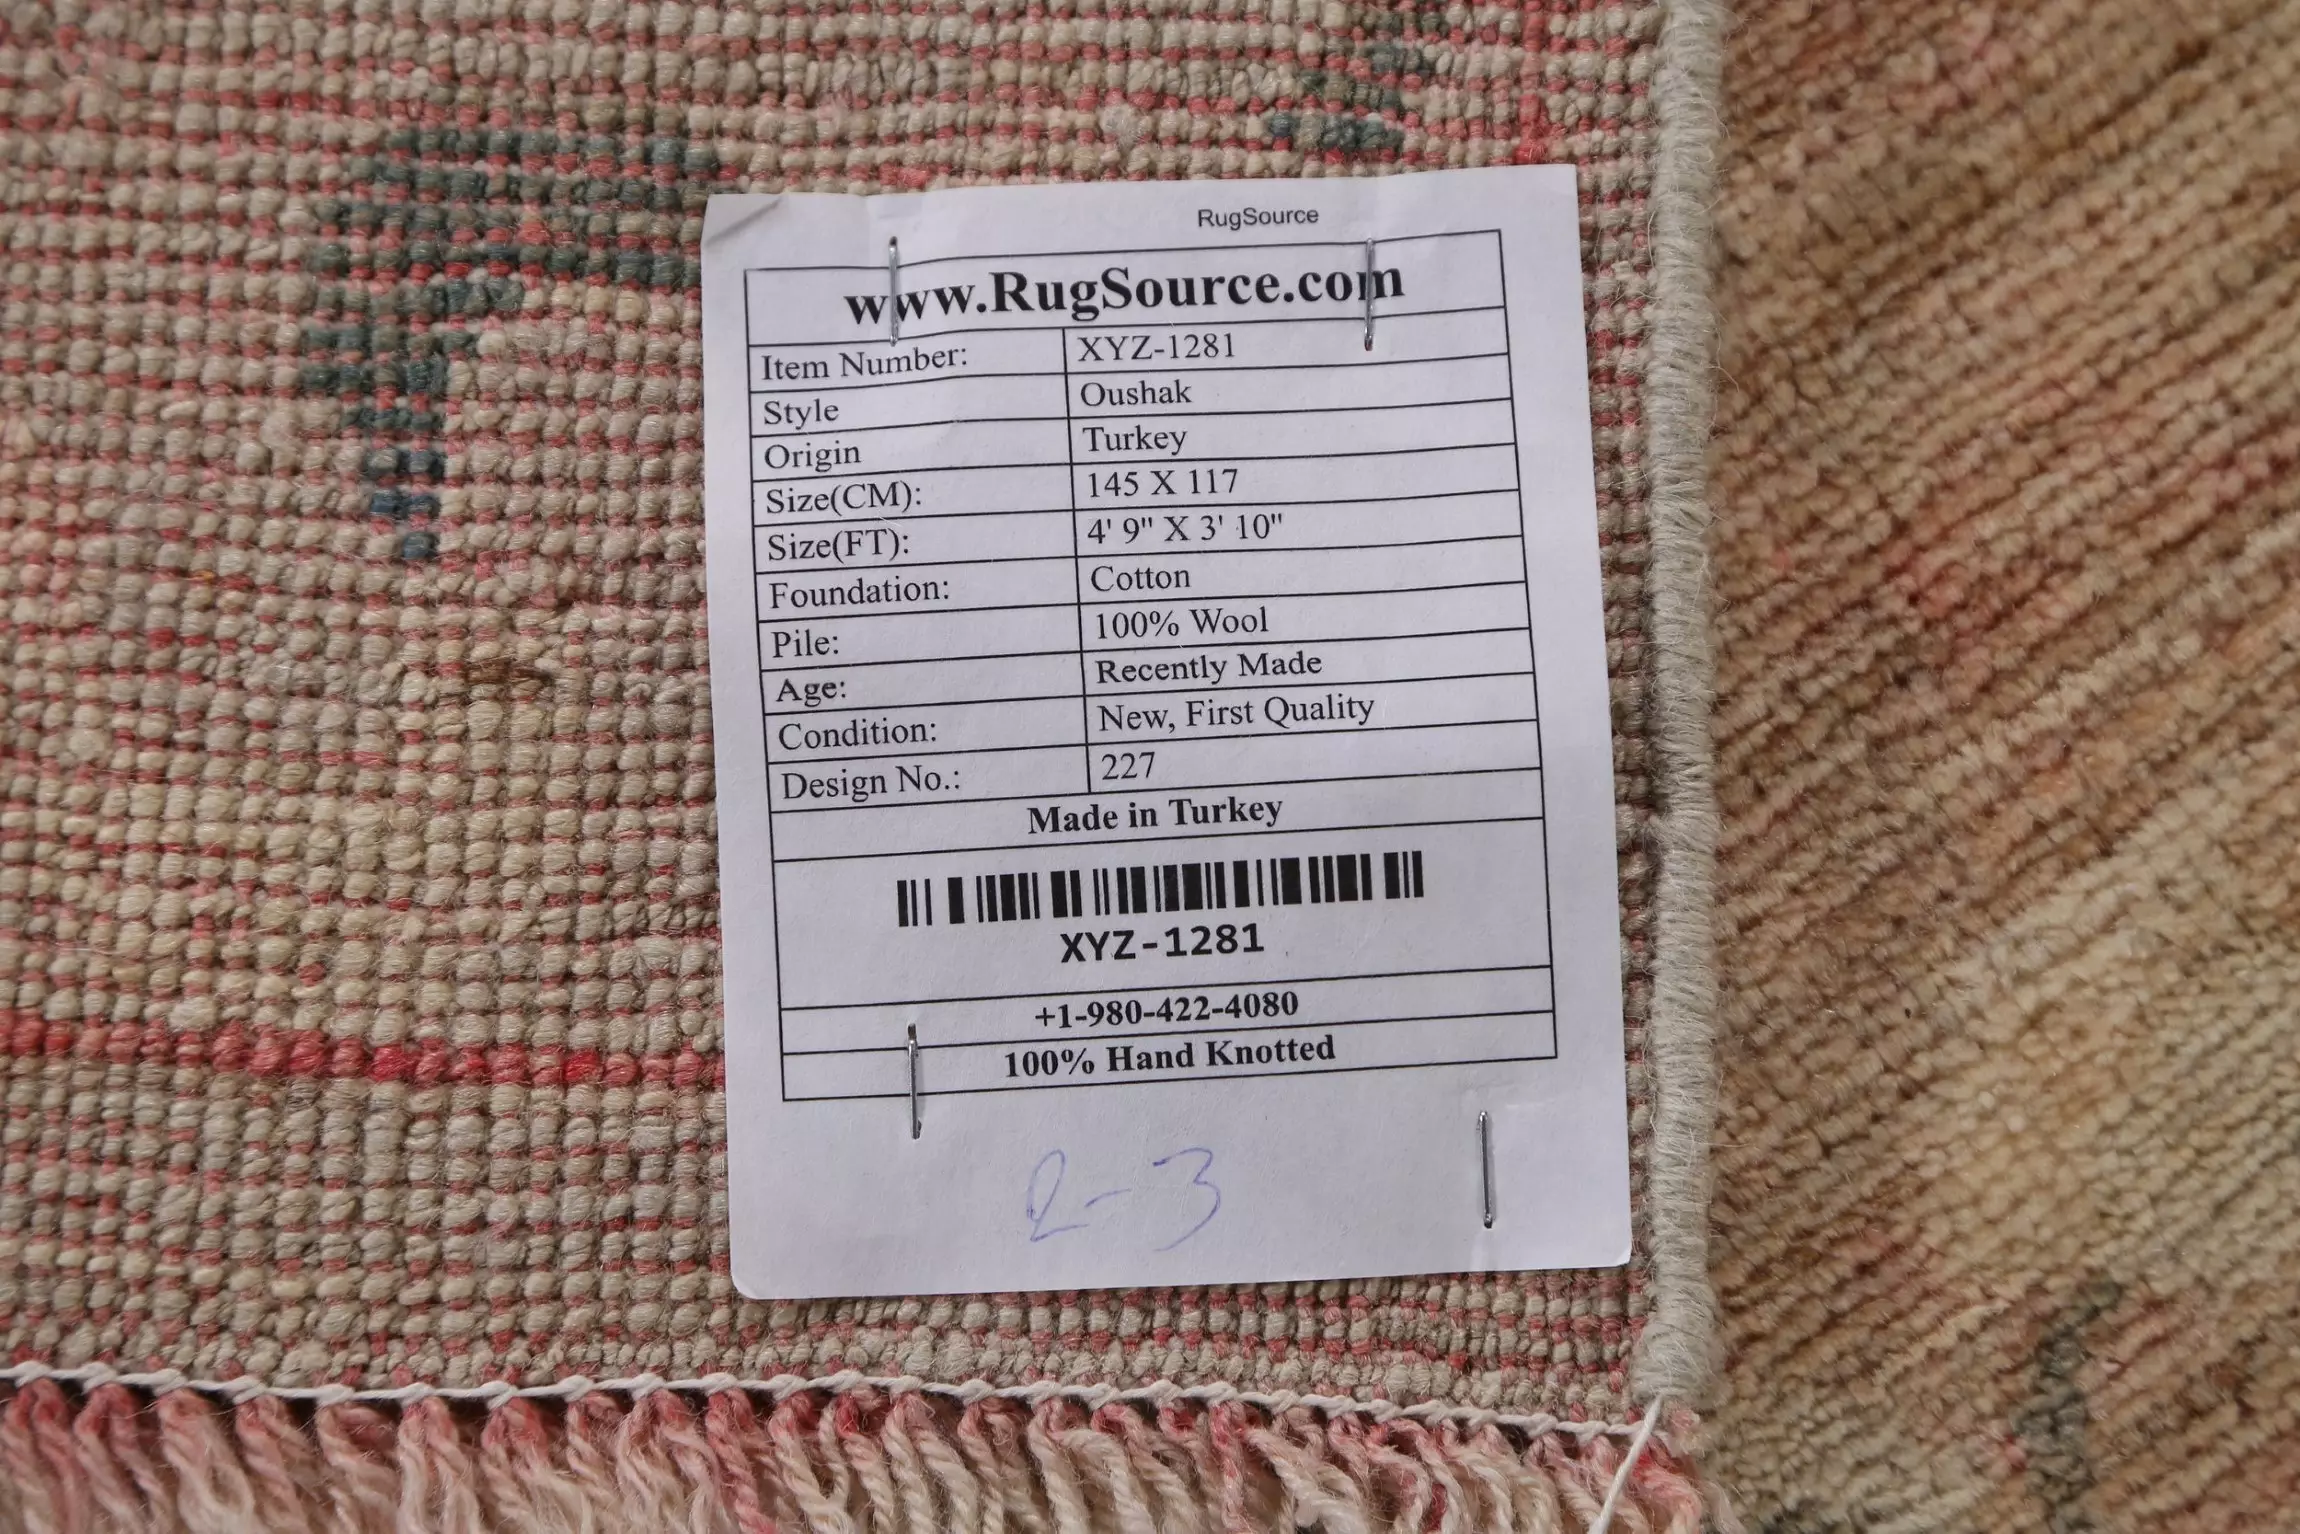 RugSource
www.RugSource.com
Item Number: XYZ-1281
Style Oushak
Origin Turkey
Size(CM): 145 X 117
Size(FT): 4' 9" X 3' 10"
Foundation: Cotton
Pile: 100% Wool
Age: Recently Made
Condition: New, First Quality
Design No.: 227
Made in Turkey
XYZ-1281
+1-980-422-4080
100% Hand Knotted
2-3